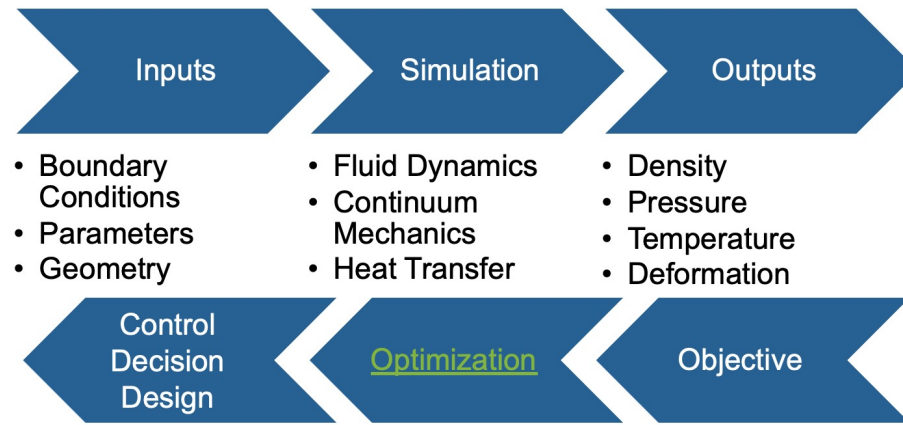 Inputs
Simulation
Outputs
• Boundary
Conditions
• Parameters
• Geometry
• Fluid Dynamics
• Continuum
Mechanics
• Heat Transfer
• Density
• Pressure
• Temperature
• Deformation
Control
Decision
Design
Optimization
Objective